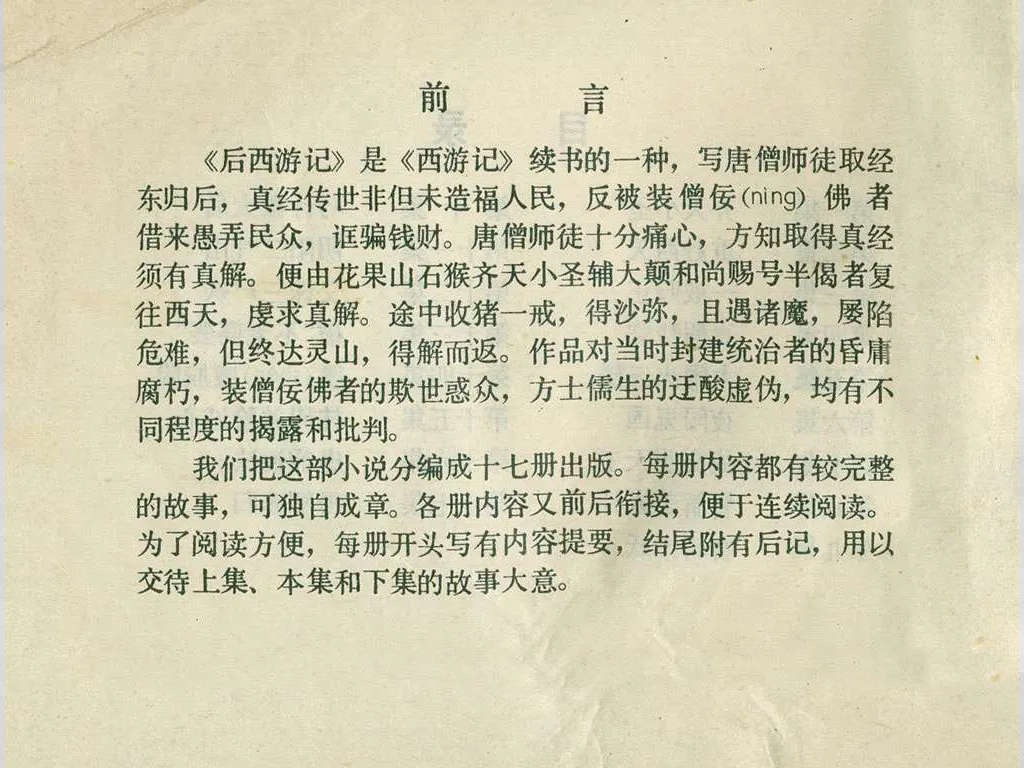 前言
《后西游记》是《西游记》续书的一种，写唐僧师徒取经
东归后，真经传世非但未造福人民，反被装僧佞(ning)佛者
借来愚弄民众，诓骗钱财。唐僧师徒十分痛心，方知取得真经
须有真解。便由花果山石猴齐天小圣辅大颠和尚赐号半偈者复
往西天，虔求真解。途中收猪一戒，得沙弥，且遇诸魔，屡陷
危难，但终达灵山，得解而返。作品对当时封建统治者的昏庸
腐朽，装僧佞佛者的欺世惑众，方士儒生的迂酸虚伪，均有不
同程度的揭露和批判。
我们把这部小说分编成十七册出版。每册内容都有较完整
的故事，可独自成章。各册内容又前后衔接，便于连续阅读。
为了阅读方便，每册开头写有内容提要，结尾附有后记，用以
交待上集、本集和下集的故事大意。